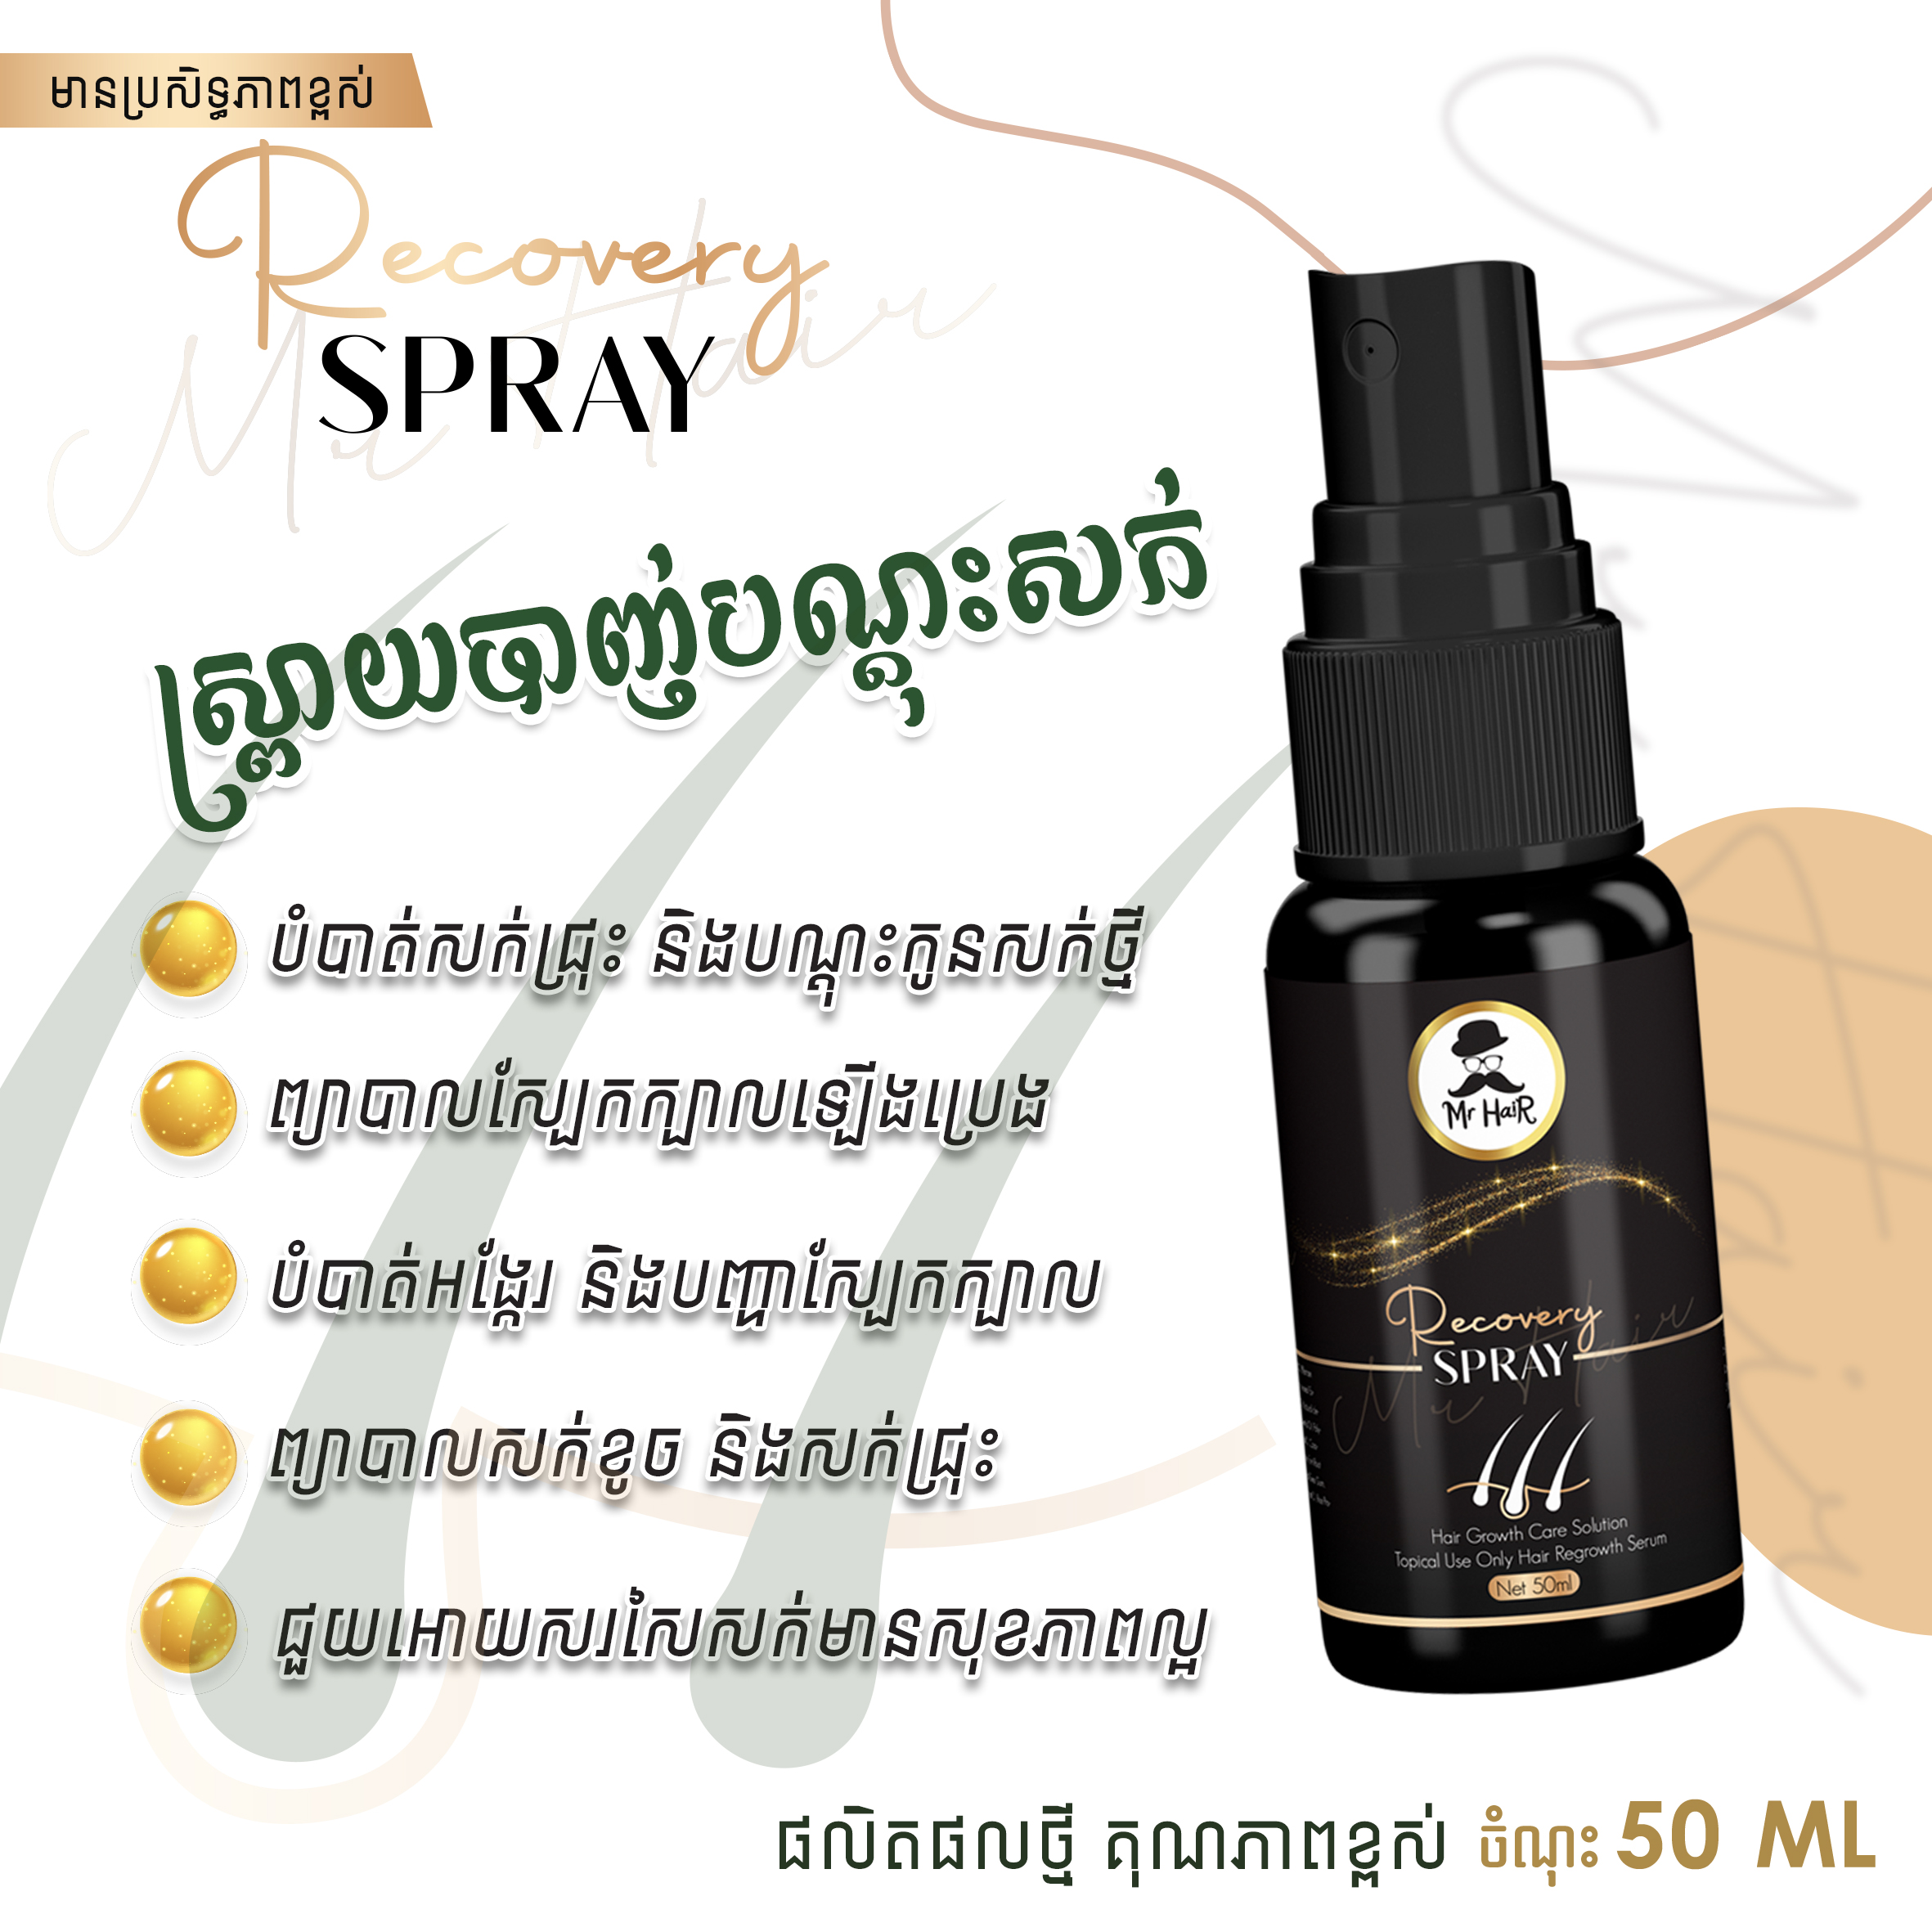 មានប្រសិទ្ធភាពខ្ពស់
Recovery
SPRAY
Mr Hair
ស្ព្រាយបាញ់បណ្តុះសក់
បំបាត់សក់ជ្រុះ និងបណ្តុះកូនសក់ថ្មី
ព្យាបាលស្បែកក្បាលឡើងប្រេង
បំបាត់អង្គែរ និងបញ្ហាស្បែកក្បាល
ព្យាបាលសក់ខូច និងសក់ជ្រុះ
ជួយអោយសរសៃសក់មានសុខភាពល្អ
Mr HaiR
Recovery
SPRAY
Mr Hair
Hair Growth Care Solution
Topical Use Only Hair Regrowth Serum
Net 50ml
ផលិតផលថ្មី គុណភាពខ្ពស់ ចំណុះ 50 ML